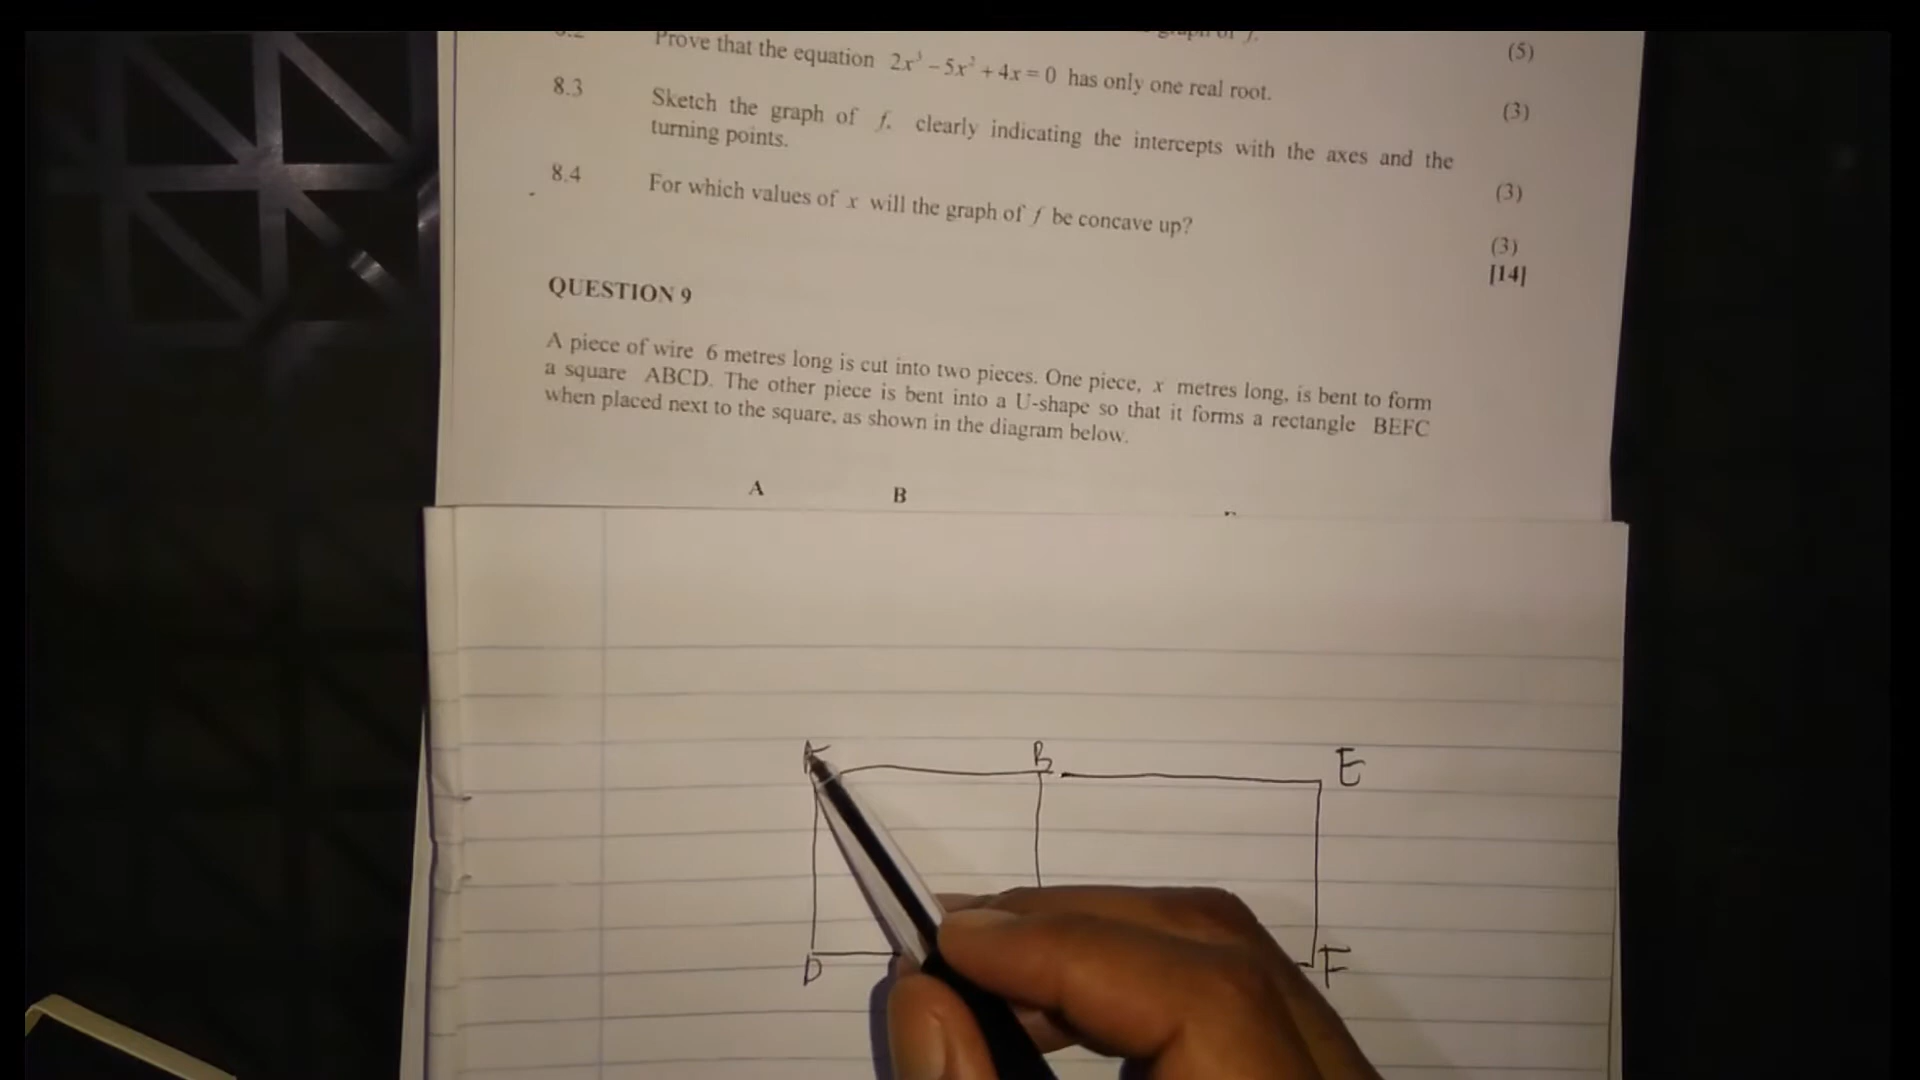 (5)
Prove that the equation 2x³ – 5x² + 4x = 0 has only one real root.
(3)
8.3 Sketch the graph of f, clearly indicating the intercepts with the axes and the
turning points.
(3)
8.4 For which values of x will the graph of f be concave up?
(3)
[14]
QUESTION 9
A piece of wire 6 metres long is cut into two pieces. One piece, x metres long, is bent to form
a square ABCD. The other piece is bent into a U-shape so that it forms a rectangle BEFC
when placed next to the square, as shown in the diagram below.
A B
A B E
D F